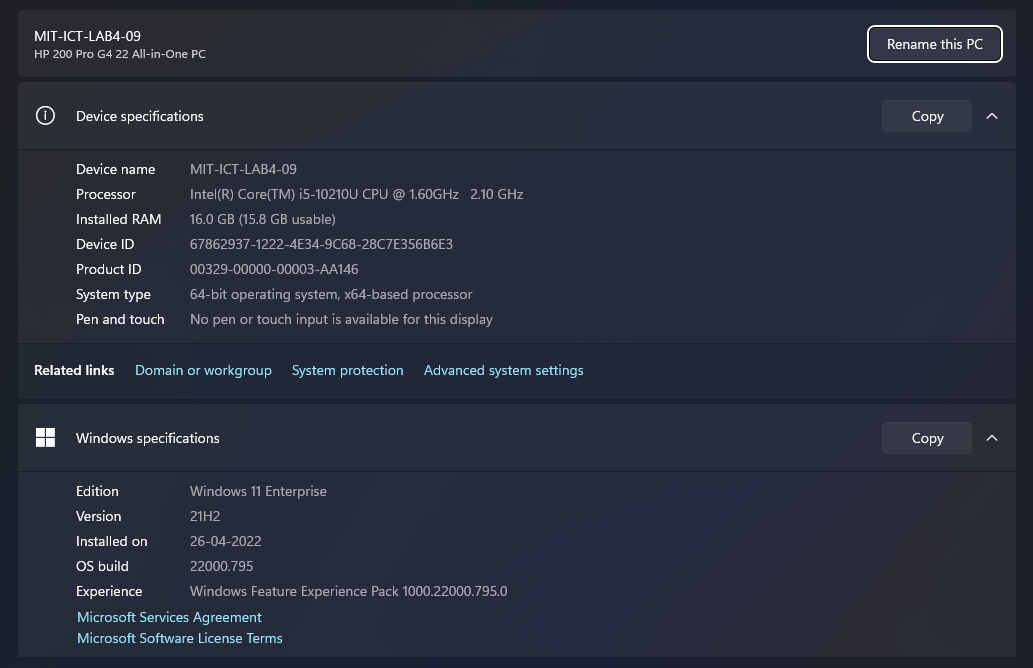 MIT-ICT-LAB4-09
HP 200 Pro G4 22 All-in-One PC
Rename this PC
Device specifications
Copy
Device name MIT-ICT-LAB4-09
Processor Intel(R) Core(TM) i5-10210U CPU @ 1.60GHz 2.10 GHz
Installed RAM 16.0 GB (15.8 GB usable)
Device ID 67862937-1222-4E34-9C68-28C7E356B6E3
Product ID 00329-00000-00003-AA146
System type 64-bit operating system, x64-based processor
Pen and touch No pen or touch input is available for this display
Related links Domain or workgroup System protection Advanced system settings
Windows specifications
Copy
Edition Windows 11 Enterprise
Version 21H2
Installed on 26-04-2022
OS build 22000.795
Experience Windows Feature Experience Pack 1000.22000.795.0
Microsoft Services Agreement
Microsoft Software License Terms